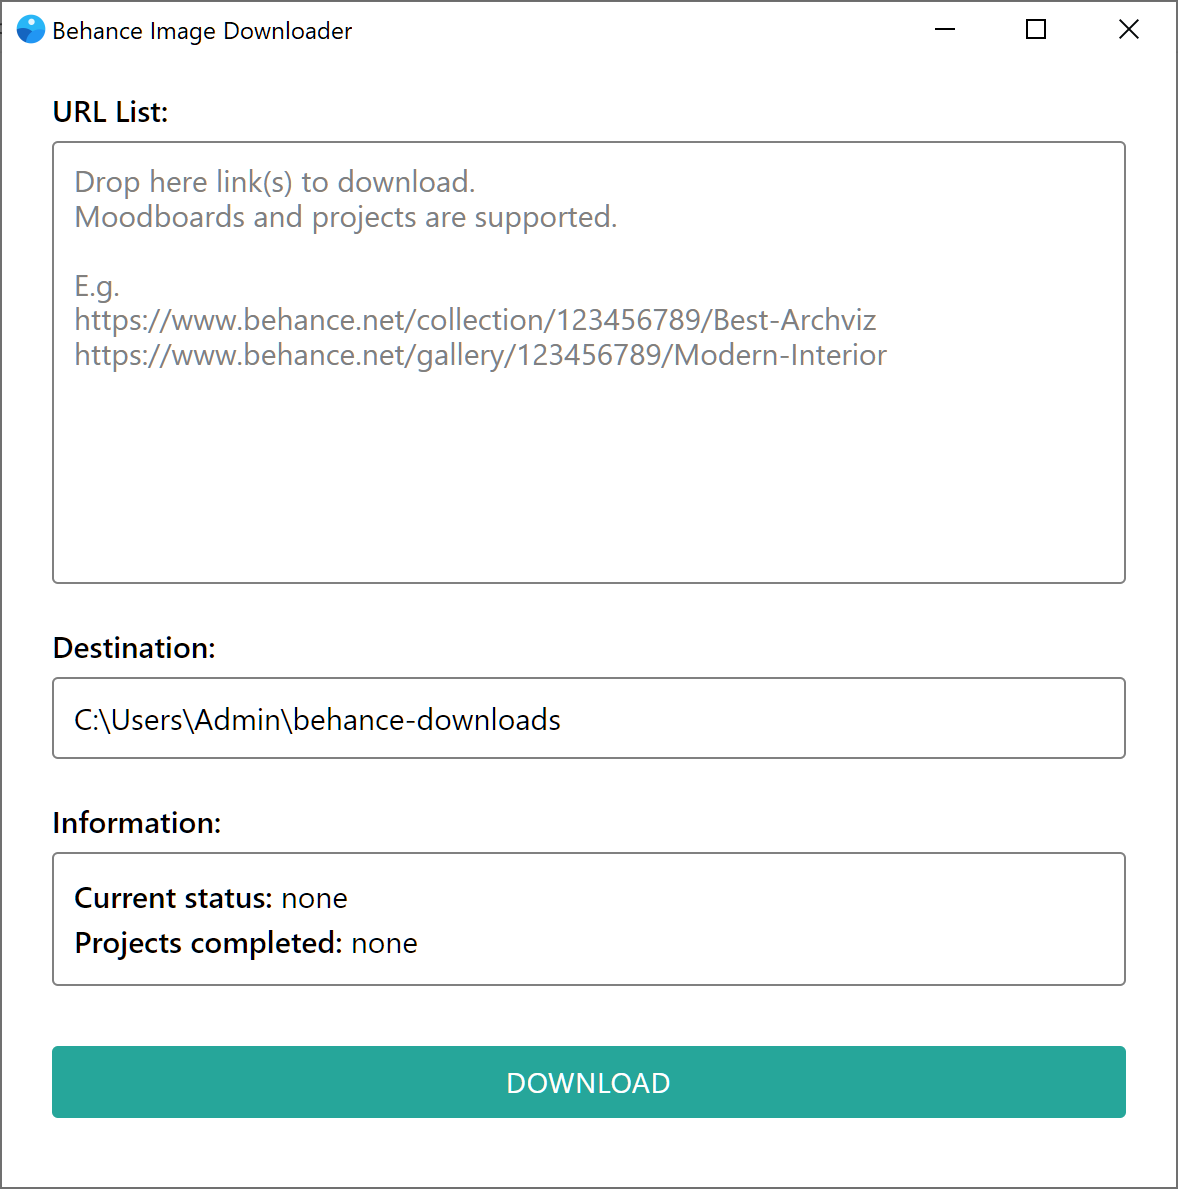 Behance Image Downloader
URL List:
Drop here link(s) to download.
Moodboards and projects are supported.
E.g.
https://www.behance.net/collection/123456789/Best-Archviz
https://www.behance.net/gallery/123456789/Modern-Interior
Destination:
C:\Users\Admin\behance-downloads
Information:
Current status: none
Projects completed: none
DOWNLOAD